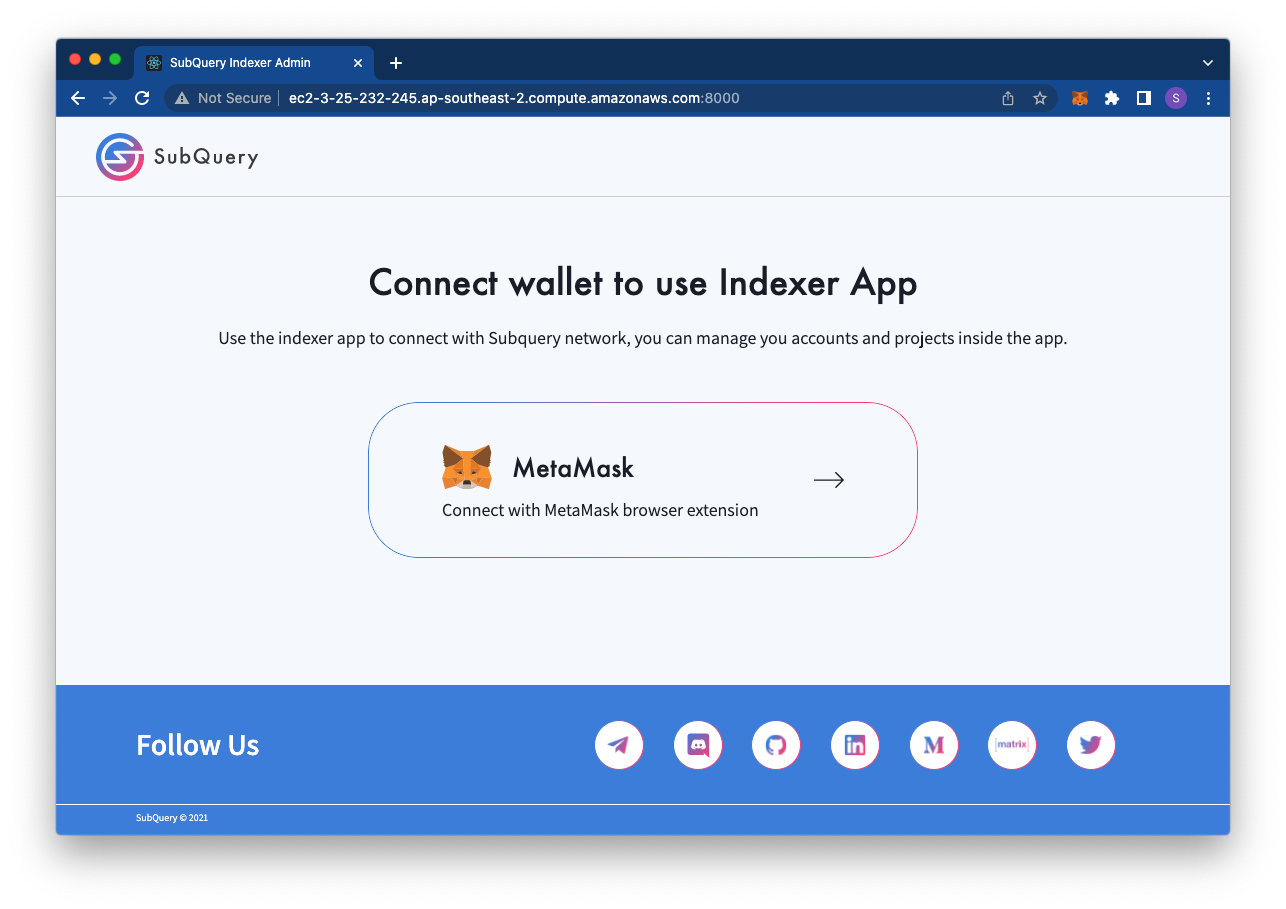 SubQuery Indexer Admin
Not Secure ec2-3-25-232-245.ap-southeast-2.compute.amazonaws.com:8000
S
SubQuery
Connect wallet to use Indexer App
Use the indexer app to connect with Subquery network, you can manage you accounts and projects inside the app.
MetaMask
Connect with MetaMask browser extension
Follow Us
in
M
[matrix]
SubQuery © 2021